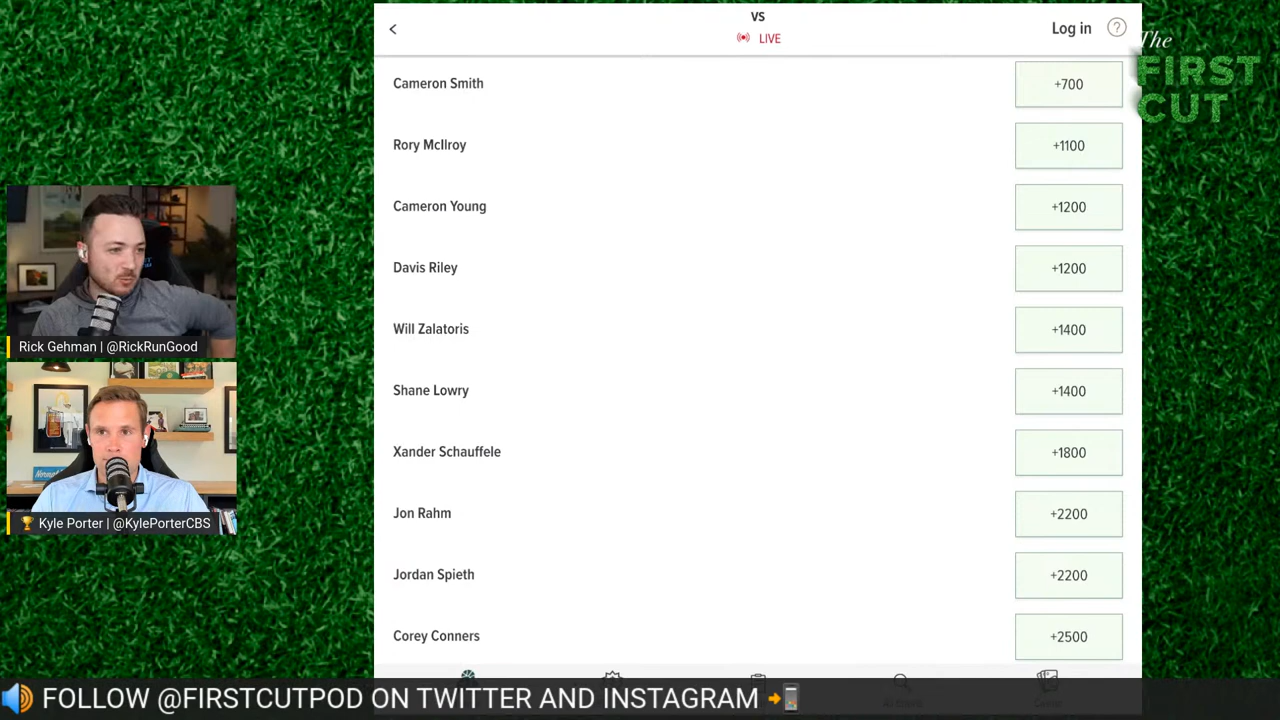 VS
LIVE
Log in
?
The
FIRST
CUT
Cameron Smith
+700
Rory McIlroy
+1100
Cameron Young
+1200
Davis Riley
+1200
Will Zalatoris
+1400
Shane Lowry
+1400
Xander Schauffele
+1800
Jon Rahm
+2200
Jordan Spieth
+2200
Corey Conners
+2500
Rick Gehman | @RickRunGood
Kyle Porter | @KylePorterCBS
FOLLOW @FIRSTCUTPOD ON TWITTER AND INSTAGRAM